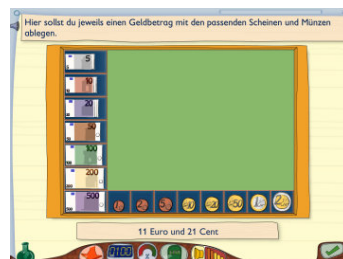 Hier sollst du jeweils einen Geldbetrag mit den passenden Scheinen und Münzen
ablegen.
5
10
20
50
100
200
500
11 Euro und 21 Cent